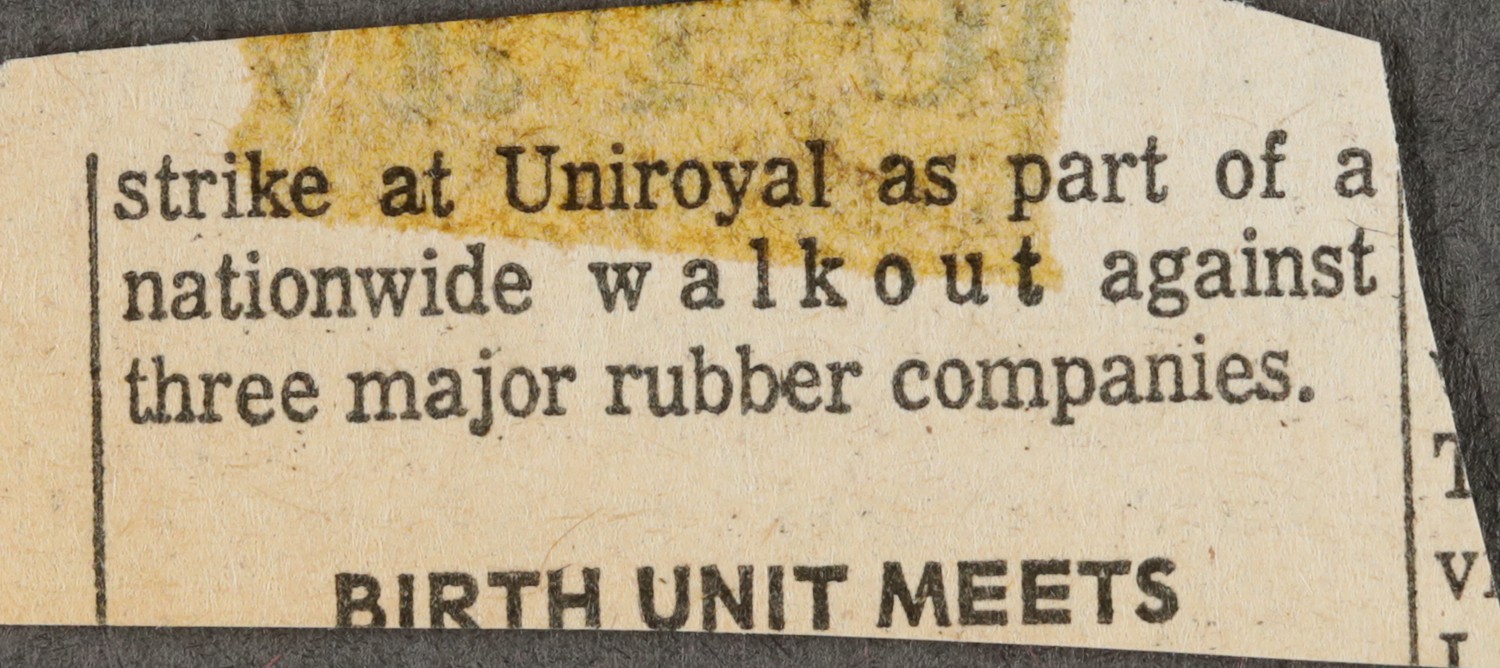 strike at Uniroyal as part of a
nationwide walkout against
three major rubber companies.
BIRTH UNIT MEETS